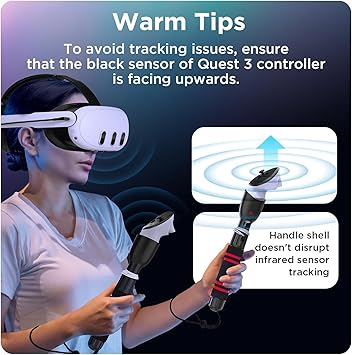 Warm Tips
To avoid tracking issues, ensure
that the black sensor of Quest 3 controller
is facing upwards.
Handle shell
doesn't disrupt
infrared sensor
tracking